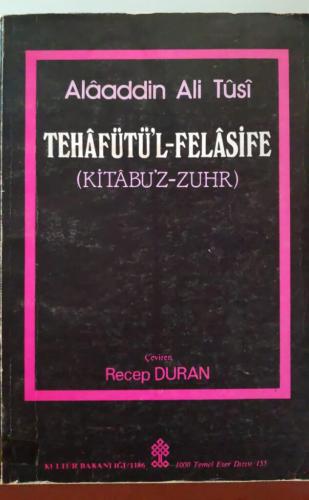 Alâaddin Ali Tûsî
TEHÂFÜTÜ'L-FELÂSİFE
(KİTÂBU'Z-ZUHR)
Çeviren
Recep DURAN
KÜLTÜR BAKANLIĞI/1186
1000 Temel Eser Dizisi/155